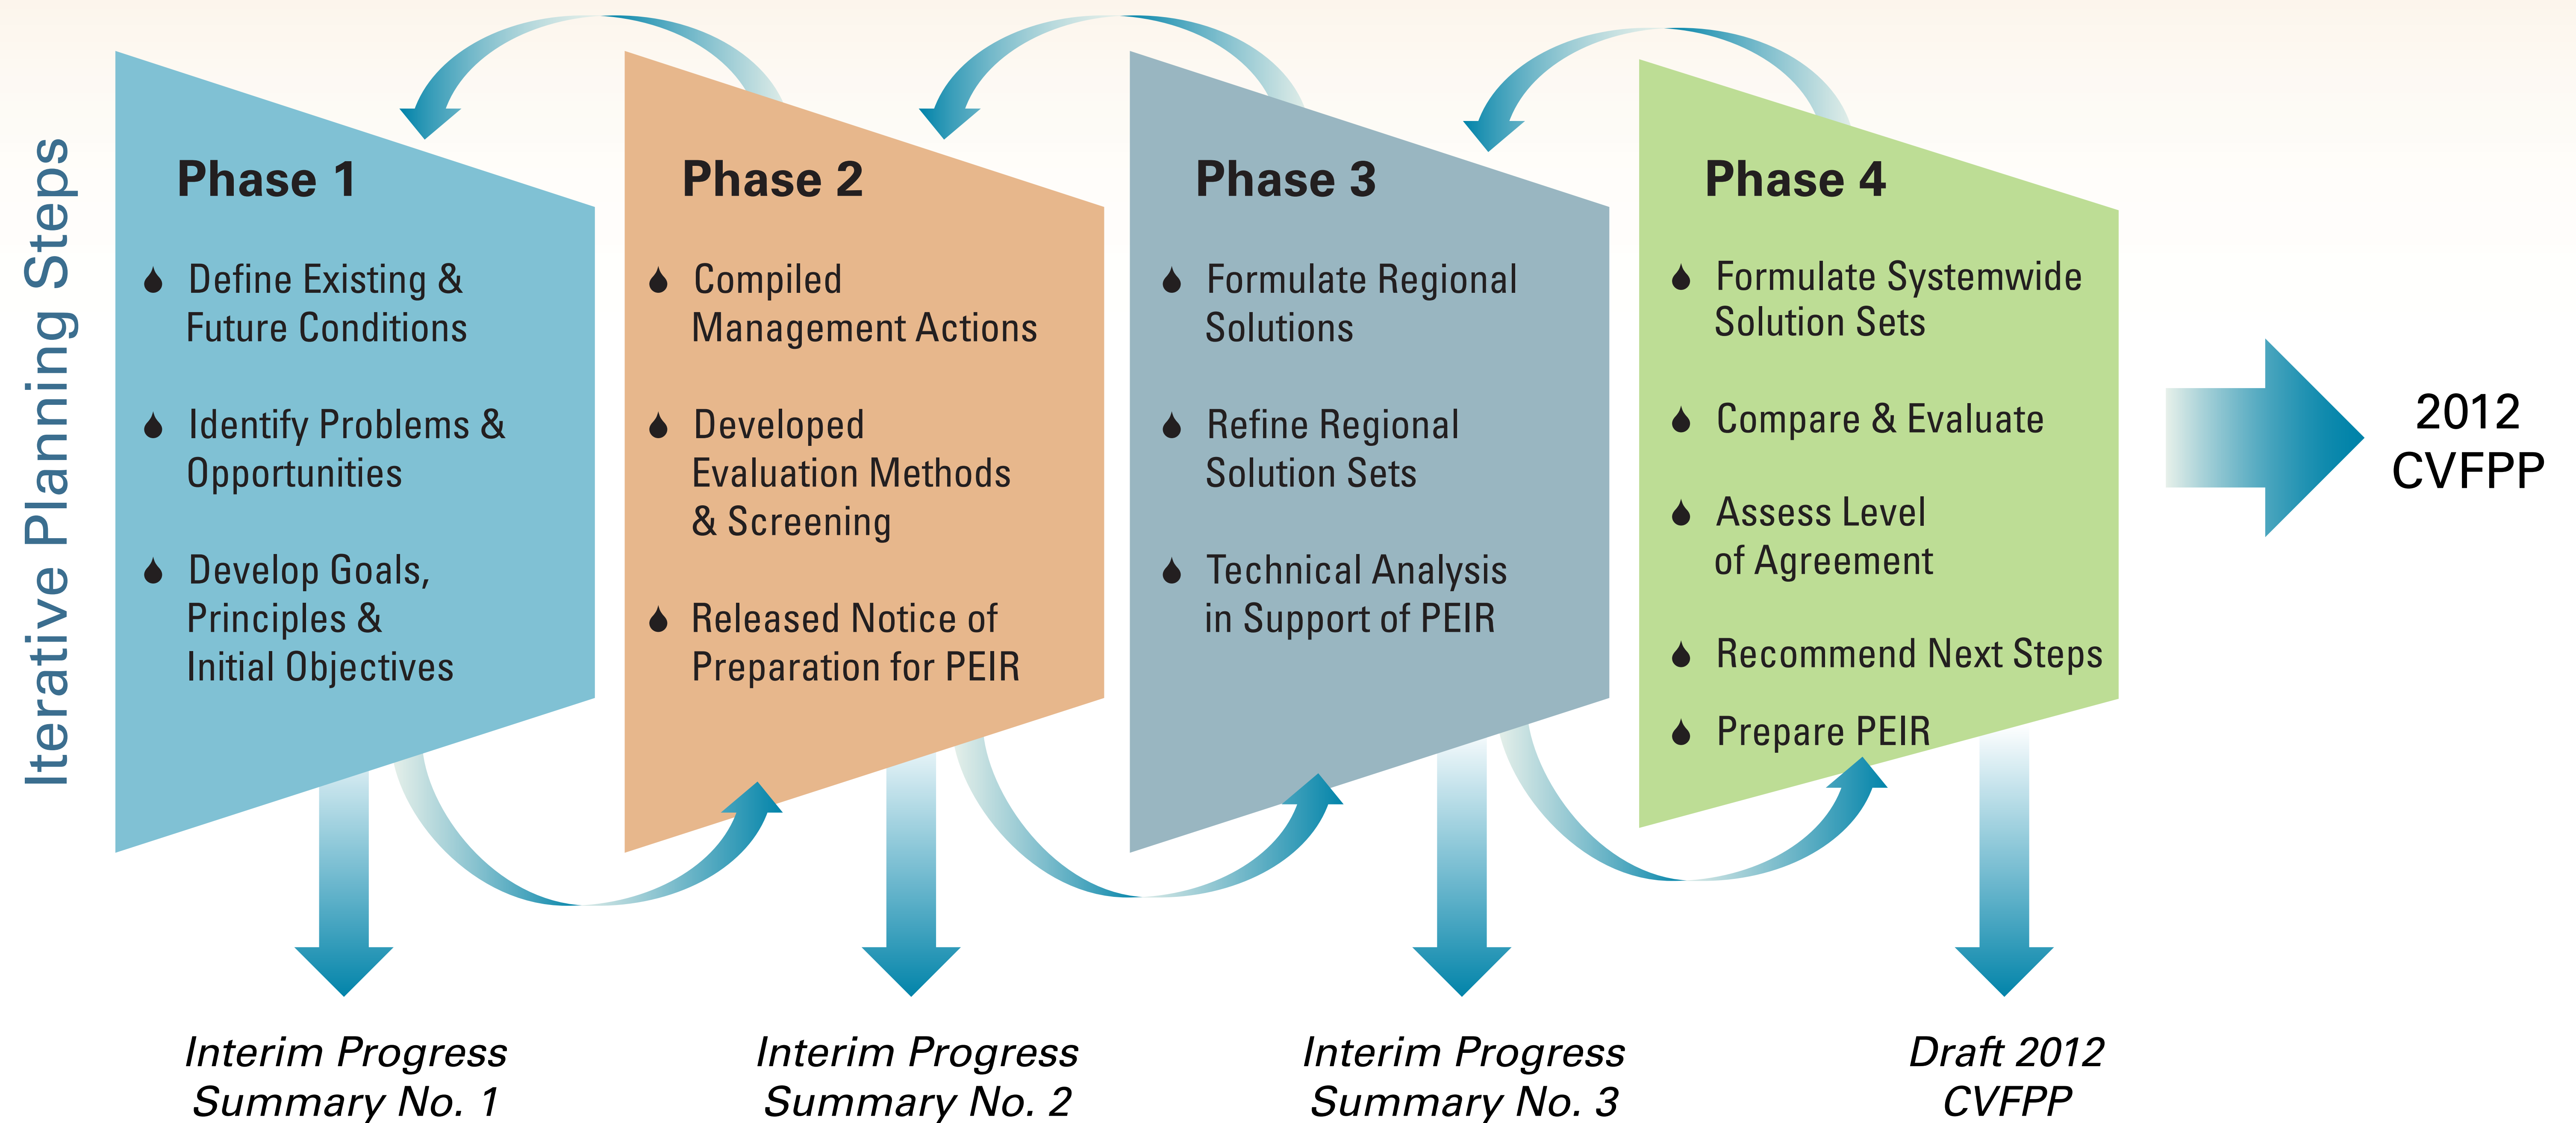 Iterative Planning Steps
Phase 1
Define Existing &
Future Conditions
Identify Problems &
Opportunities
Develop Goals,
Principles &
Initial Objectives
Phase 2
Compiled
Management Actions
Developed
Evaluation Methods
& Screening
Released Notice of
Preparation for PEIR
Phase 3
Formulate Regional
Solutions
Refine Regional
Solution Sets
Technical Analysis
in Support of PEIR
Phase 4
Formulate Systemwide
Solution Sets
Compare & Evaluate
Assess Level
of Agreement
Recommend Next Steps
Prepare PEIR
2012
CVFPP
Interim Progress
Summary No. 1
Interim Progress
Summary No. 2
Interim Progress
Summary No. 3
Draft 2012
CVFPP